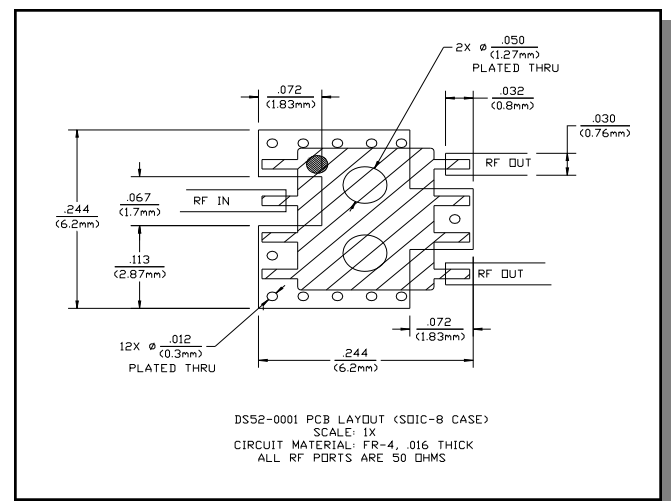 2X ø .050
(1.27mm)
PLATED THRU
.072
(1.83mm)
.032
(0.8mm)
.030
(0.76mm)
RF OUT
.067
(1.7mm)
RF IN
.244
(6.2mm)
.113
(2.87mm)
RF OUT
12X ø .012
(0.3mm)
PLATED THRU
.072
(1.83mm)
.244
(6.2mm)
DS52-0001 PCB LAYOUT (SOIC-8 CASE)
SCALE: 1X
CIRCUIT MATERIAL: FR-4, .016 THICK
ALL RF PORTS ARE 50 OHMS